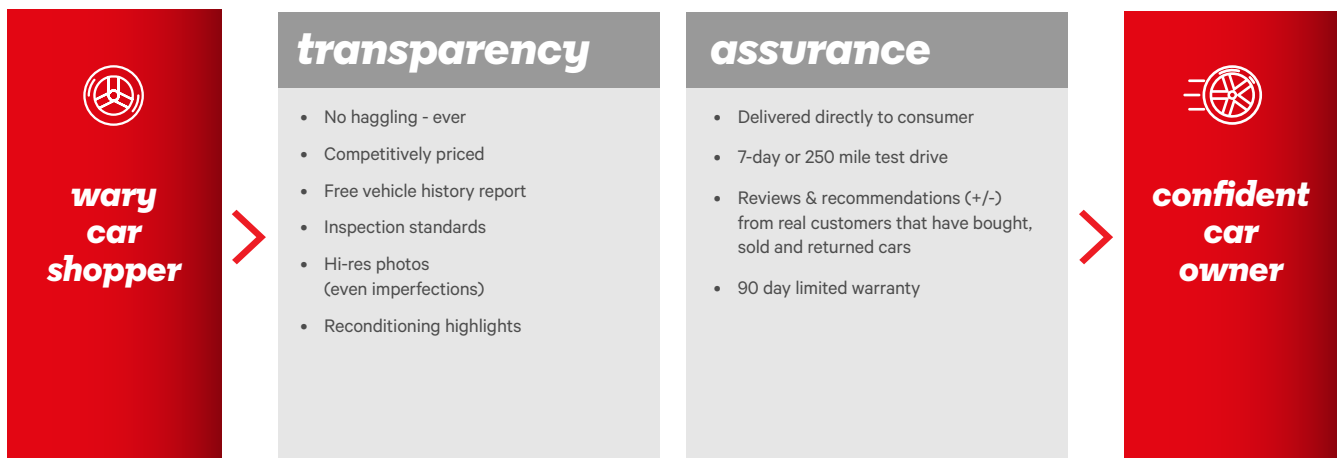 wary
car
shopper
transparency
• No haggling - ever
• Competitively priced
• Free vehicle history report
• Inspection standards
• Hi-res photos
(even imperfections)
• Reconditioning highlights
assurance
• Delivered directly to consumer
• 7-day or 250 mile test drive
• Reviews & recommendations (+/-)
from real customers that have bought,
sold and returned cars
• 90 day limited warranty
confident
car
owner